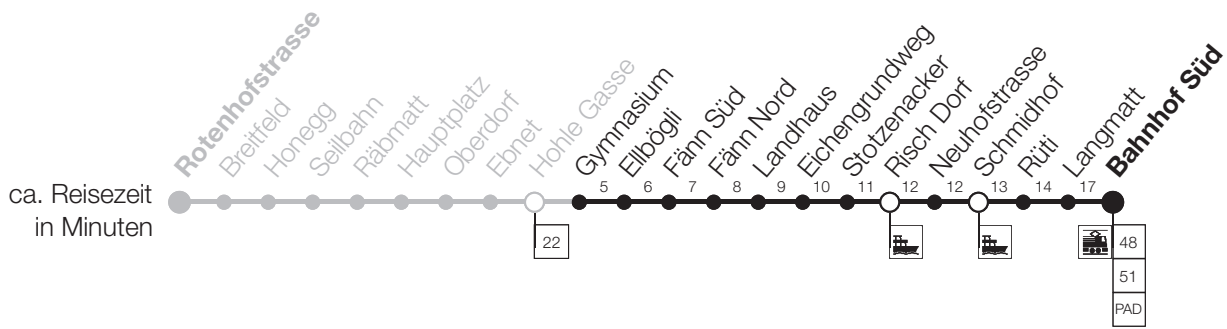 Rotenhofstrasse
Breitfeld
Honegg
Seilbahn
Räbmatt
Hauptplatz
Oberdorf
Ebnet
Hohle Gasse
Gymnasium
Ellbögli
Fänn Süd
Fänn Nord
Landhaus
Eichengrundweg
Stotzenacker
Risch Dorf
Neuhofstrasse
Schmidhof
Rüti
Langmatt
Bahnhof Süd
ca. Reisezeit
in Minuten
5 6 7 8 9 10 11 12 12 13 14 17
22
48
51
PAD